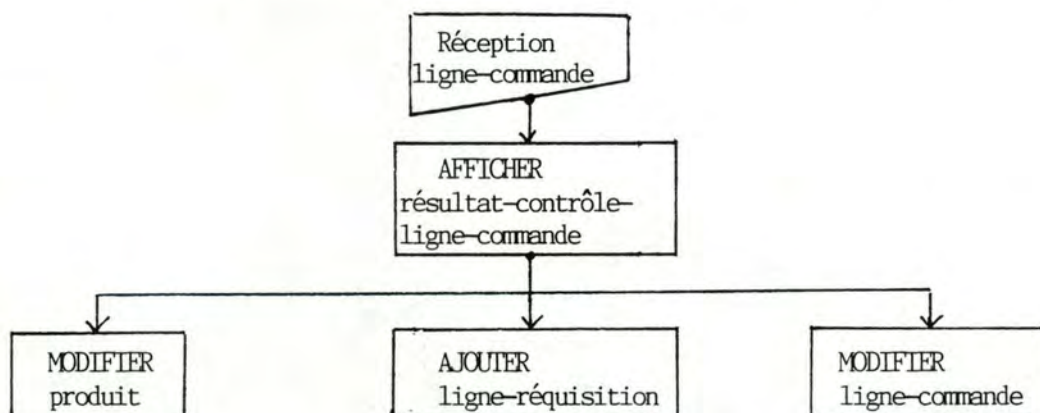 Réception
ligne-commande
AFFICHER
résultat-contrôle-
ligne-commande
MODIFIER
produit
AJOUTER
ligne-réquisition
MODIFIER
ligne-commande